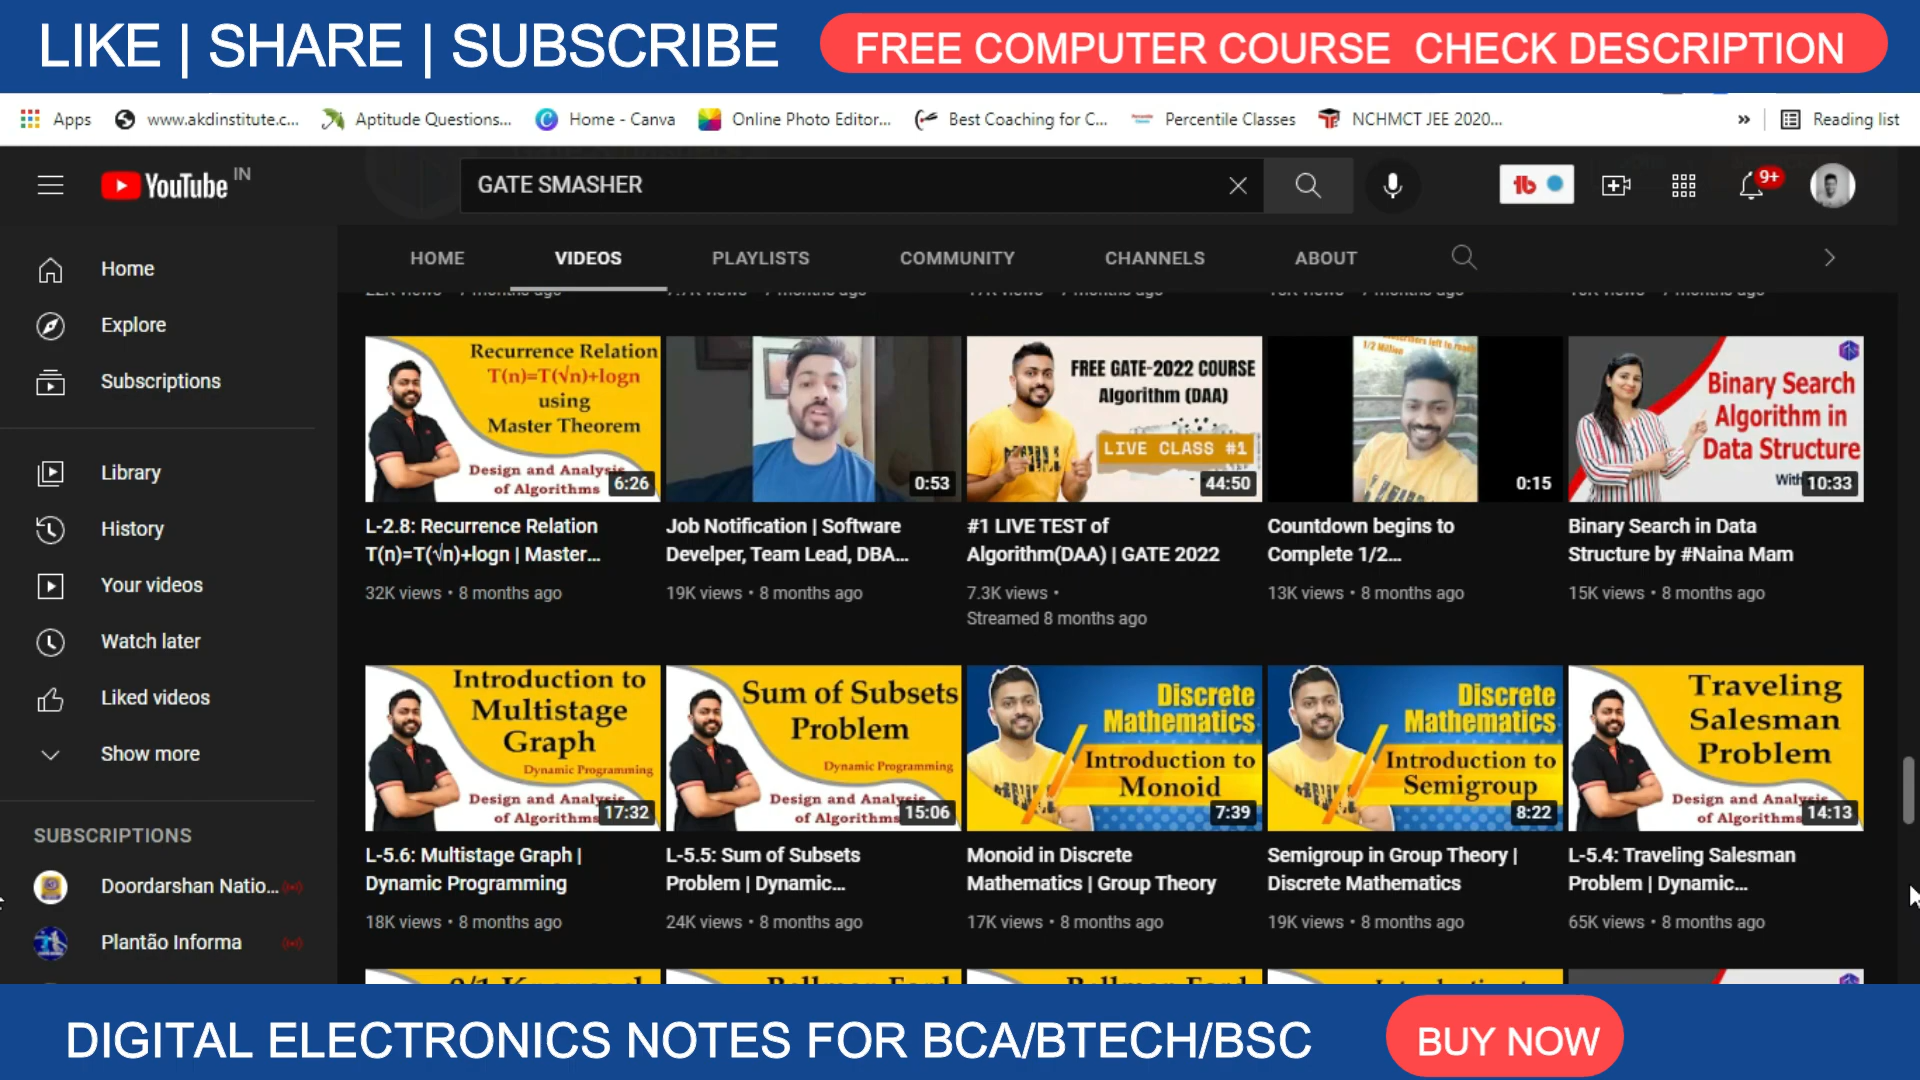 LIKE | SHARE | SUBSCRIBE
FREE COMPUTER COURSE CHECK DESCRIPTION
Apps
www.akdinstitute.c...
Aptitude Questions...
Home - Canva
Online Photo Editor...
Best Coaching for C...
Percentile Classes
NCHMCT JEE 2020...
»
Reading list
YouTube IN
GATE SMASHER
9+
HOME
VIDEOS
PLAYLISTS
COMMUNITY
CHANNELS
ABOUT
Home
Explore
Subscriptions
Library
History
Your videos
Watch later
Liked videos
Show more
SUBSCRIPTIONS
Doordarshan Natio...
Plantão Informa
Recurrence Relation
T(n)=T(√n)+logn
using
Master Theorem
Design and Analysis
of Algorithms
6:26
L-2.8: Recurrence Relation
T(n)=T(√n)+logn | Master...
32K views • 8 months ago
0:53
Job Notification | Software
Develper, Team Lead, DBA...
19K views • 8 months ago
FREE GATE-2022 COURSE
Algorithm (DAA)
LIVE CLASS #1
44:50
#1 LIVE TEST of
Algorithm(DAA) | GATE 2022
7.3K views •
Streamed 8 months ago
1/2 Million
0:15
Countdown begins to
Complete 1/2...
13K views • 8 months ago
Binary Search
Algorithm in
Data Structure
With
10:33
Binary Search in Data
Structure by #Naina Mam
15K views • 8 months ago
Introduction to
Multistage
Graph
Dynamic Programming
Design and Analysis
of Algorithms
17:32
L-5.6: Multistage Graph |
Dynamic Programming
18K views • 8 months ago
Sum of Subsets
Problem
Dynamic Programming
Design and Analysis
of Algorithms
15:06
L-5.5: Sum of Subsets
Problem | Dynamic...
24K views • 8 months ago
Discrete
Mathematics
Introduction to
Monoid
7:39
Monoid in Discrete
Mathematics | Group Theory
17K views • 8 months ago
Discrete
Mathematics
Introduction to
Semigroup
8:22
Semigroup in Group Theory |
Discrete Mathematics
19K views • 8 months ago
Traveling
Salesman
Problem
Design and Analysis
of Algorithms
14:13
L-5.4: Traveling Salesman
Problem | Dynamic...
65K views • 8 months ago
DIGITAL ELECTRONICS NOTES FOR BCA/BTECH/BSC
BUY NOW